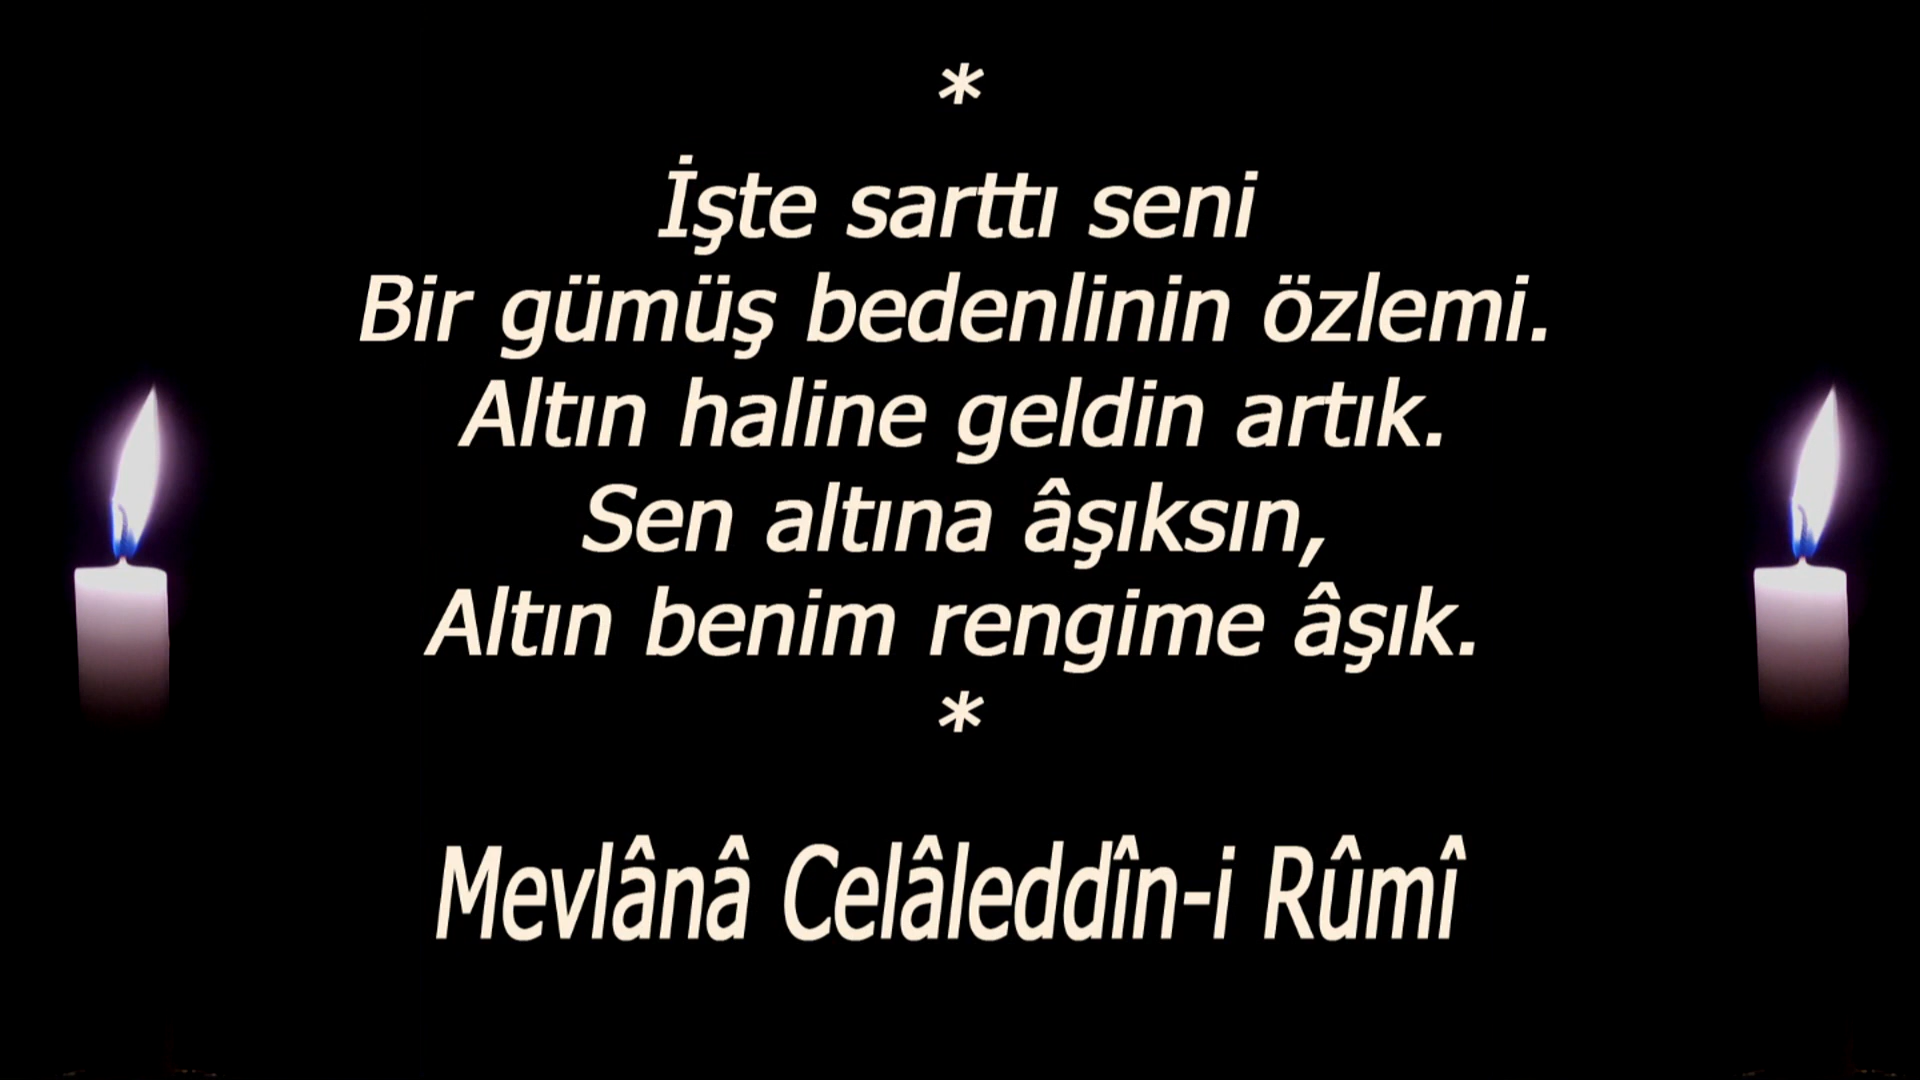 *
İşte sarttı seni
Bir gümüş bedenlinin özlemi.
Altın haline geldin artık.
Sen altına âşıksın,
Altın benim rengime âşık.
*
Mevlânâ Celâleddîn-i Rûmî